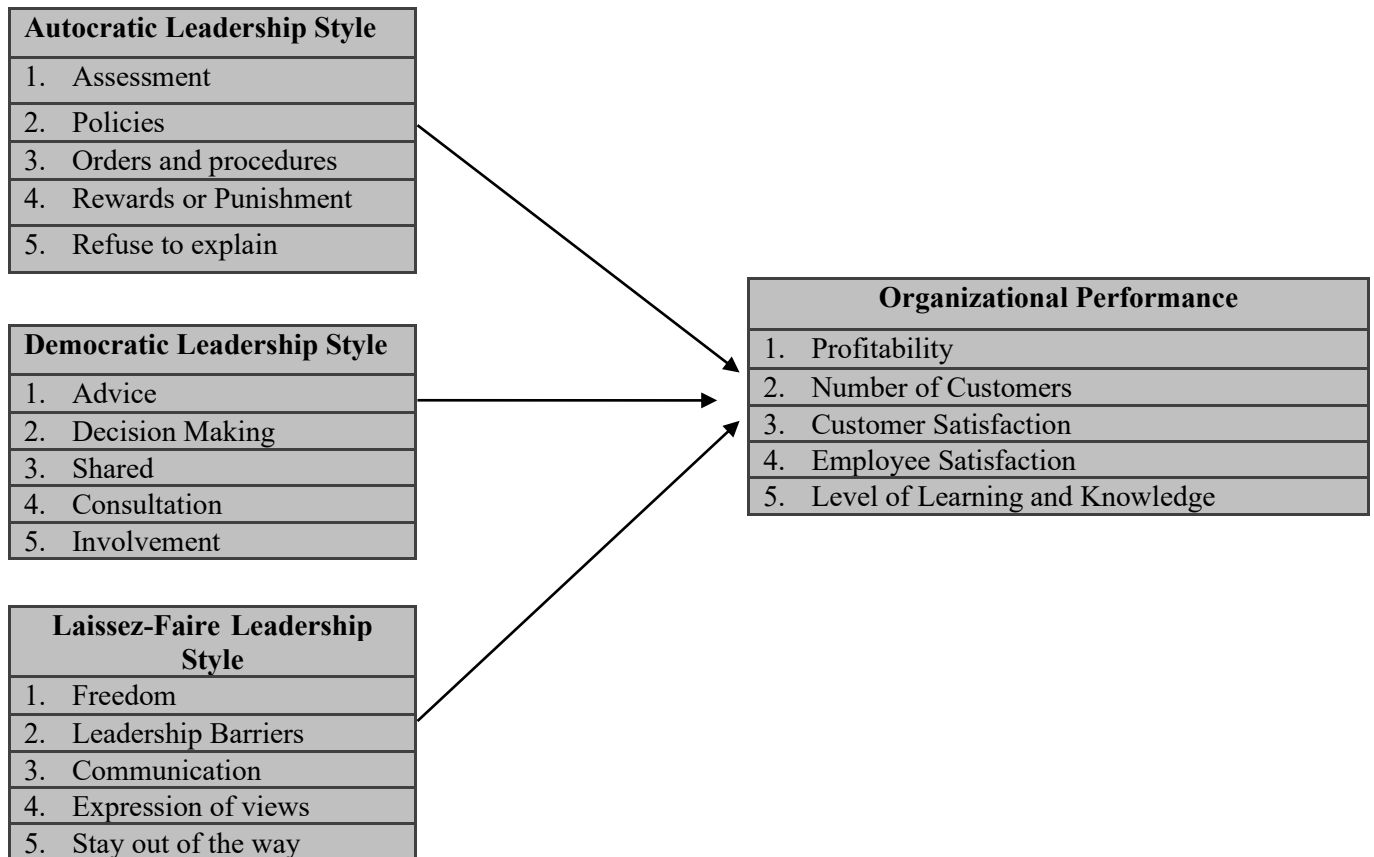 Autocratic Leadership Style
1. Assessment
2. Policies
3. Orders and procedures
4. Rewards or Punishment
5. Refuse to explain
Democratic Leadership Style
1. Advice
2. Decision Making
3. Shared
4. Consultation
5. Involvement
Laissez-Faire Leadership
Style
1. Freedom
2. Leadership Barriers
3. Communication
4. Expression of views
5. Stay out of the way
Organizational Performance
1. Profitability
2. Number of Customers
3. Customer Satisfaction
4. Employee Satisfaction
5. Level of Learning and Knowledge